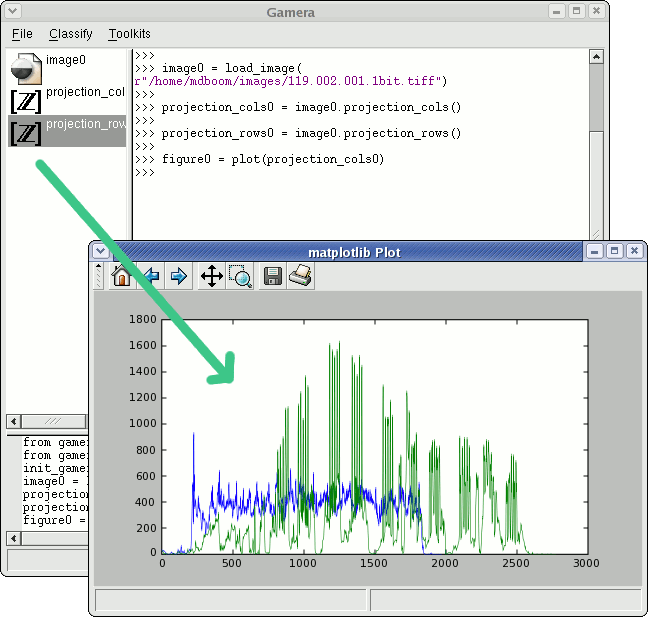 Gamera
File Classify Toolkits
image0
projection_col
projection_row
>>>
>>> image0 = load_image(
r"/home/mdboom/images/119.002.001.1bit.tiff")
>>>
>>> projection_cols0 = image0.projection_cols()
>>>
>>> projection_rows0 = image0.projection_rows()
>>>
>>> figure0 = plot(projection_cols0)
>>>
matplotlib Plot
1800
1600
1400
1200
1000
800
600
400
200
0
0 500 1000 1500 2000 2500 3000
from game
from game
init_game
image0 =
projection
projection
figure0 =